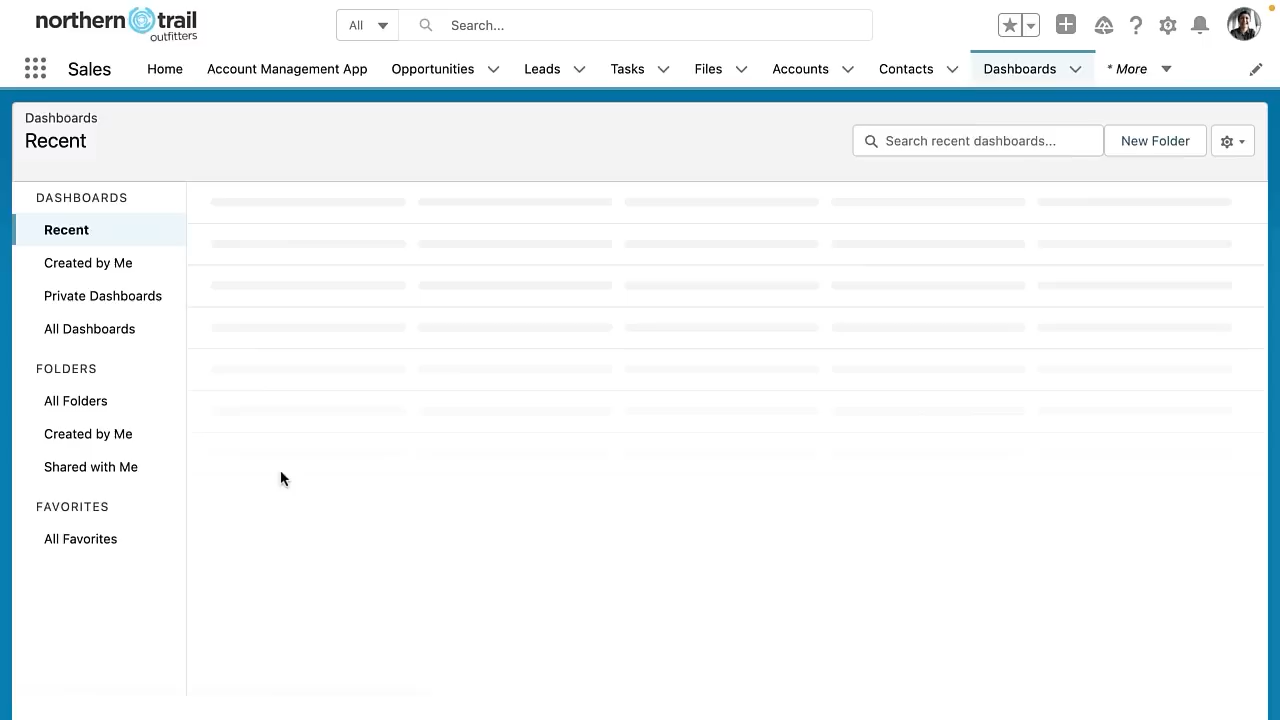 northern trail
outfitters
All
Search...
Sales
Home
Account Management App
Opportunities
Leads
Tasks
Files
Accounts
Contacts
Dashboards
* More
Dashboards
Recent
Search recent dashboards...
New Folder
DASHBOARDS
Recent
Created by Me
Private Dashboards
All Dashboards
FOLDERS
All Folders
Created by Me
Shared with Me
FAVORITES
All Favorites